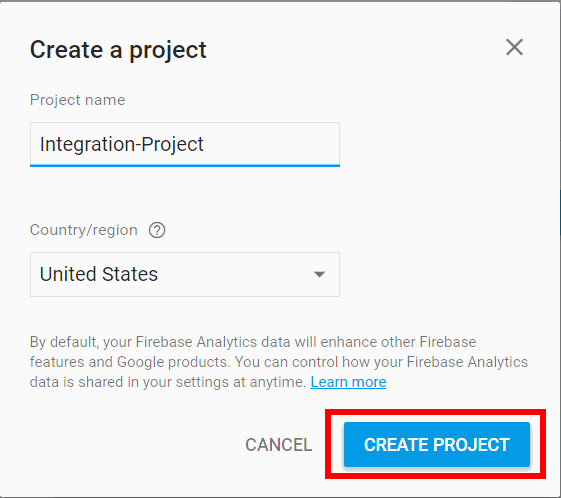 Create a project
Project name
Integration-Project
Country/region ?
United States
By default, your Firebase Analytics data will enhance other Firebase
features and Google products. You can control how your Firebase Analytics
data is shared in your settings at anytime. Learn more
CANCEL CREATE PROJECT